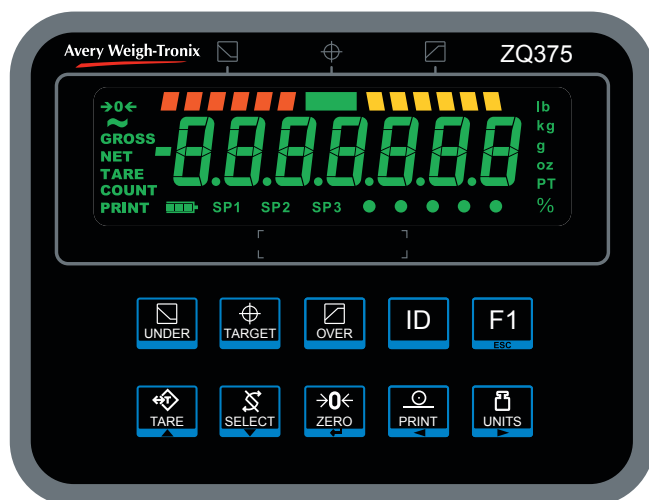 Avery Weigh-Tronix ZQ375
→0← lb
~ kg
GROSS g
NET -8.8.8.8.8.8.8 oz
TARE PT
COUNT %
PRINT SP1 SP2 SP3
UNDER TARGET OVER ID F1
ESC
TARE SELECT ZERO PRINT UNITS